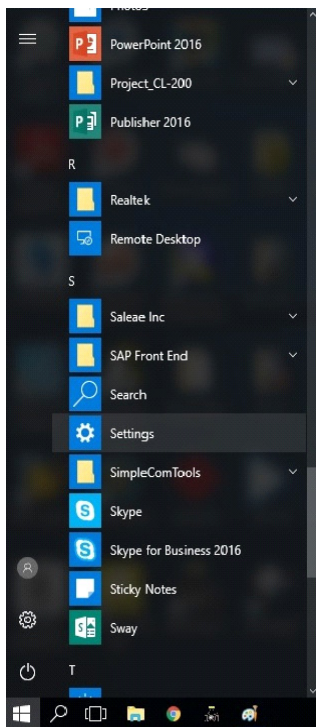 Photos
PowerPoint 2016
Project_CL-200
Publisher 2016
R
Realtek
Remote Desktop
S
Saleae Inc
SAP Front End
Search
Settings
SimpleComTools
Skype
Skype for Business 2016
Sticky Notes
Sway
T